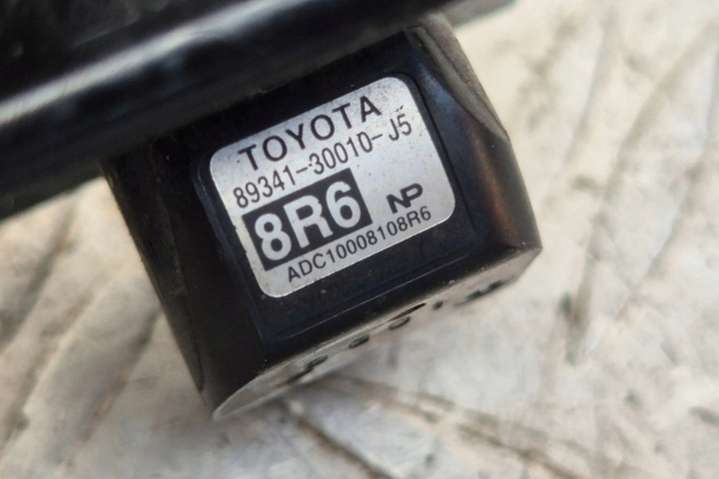 TOYOTA
89341-30010-J5
8R6 NP
ADC10008108R6